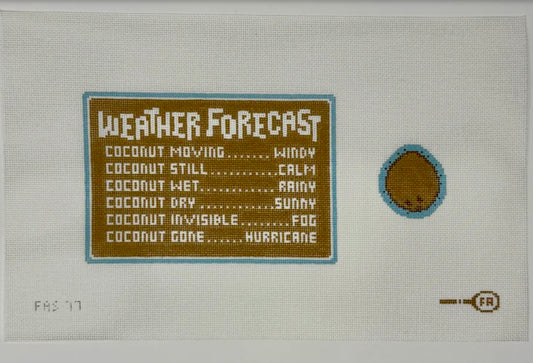 WEATHER FORECAST
COCONUT MOVING.......WINDY
COCONUT STILL...........CALM
COCONUT WET...........RAINY
COCONUT DRY...........SUNNY
COCONUT INVISIBLE........FOG
COCONUT GONE......HURRICANE
FAS 77
FA